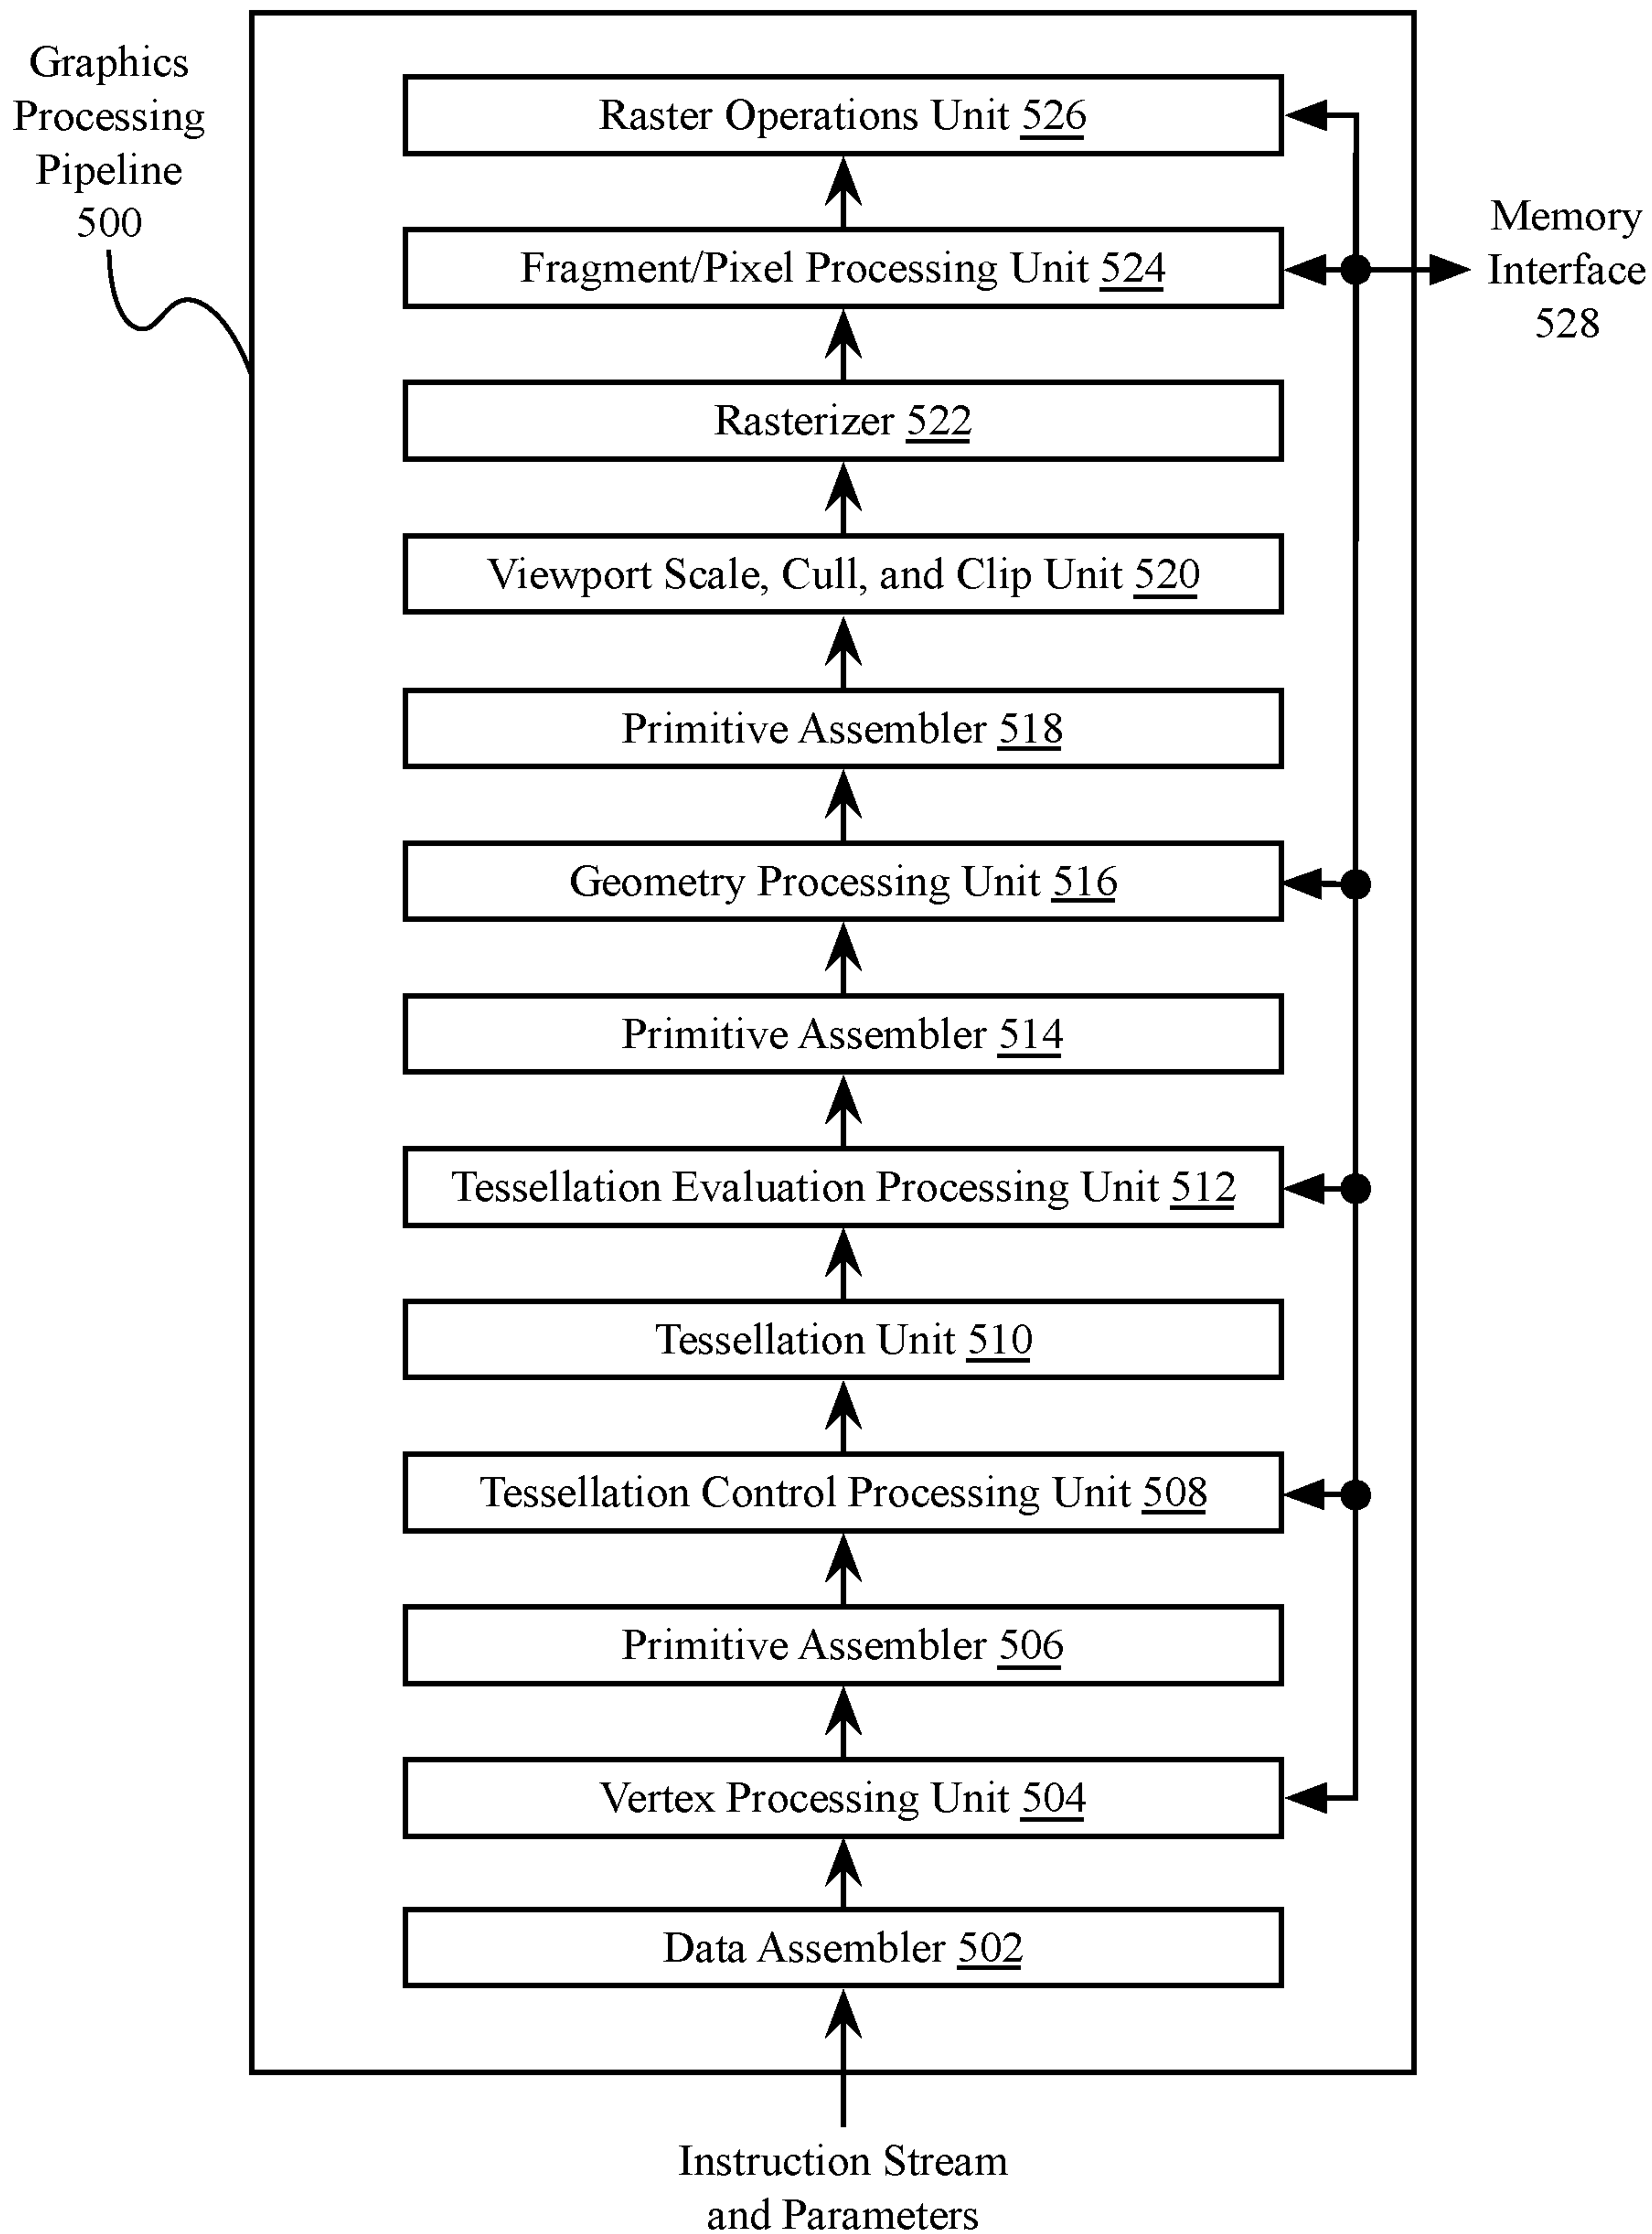 Graphics
Processing
Pipeline
500
Raster Operations Unit 526
Fragment/Pixel Processing Unit 524
Memory
Interface
528
Rasterizer 522
Viewport Scale, Cull, and Clip Unit 520
Primitive Assembler 518
Geometry Processing Unit 516
Primitive Assembler 514
Tessellation Evaluation Processing Unit 512
Tessellation Unit 510
Tessellation Control Processing Unit 508
Primitive Assembler 506
Vertex Processing Unit 504
Data Assembler 502
Instruction Stream
and Parameters